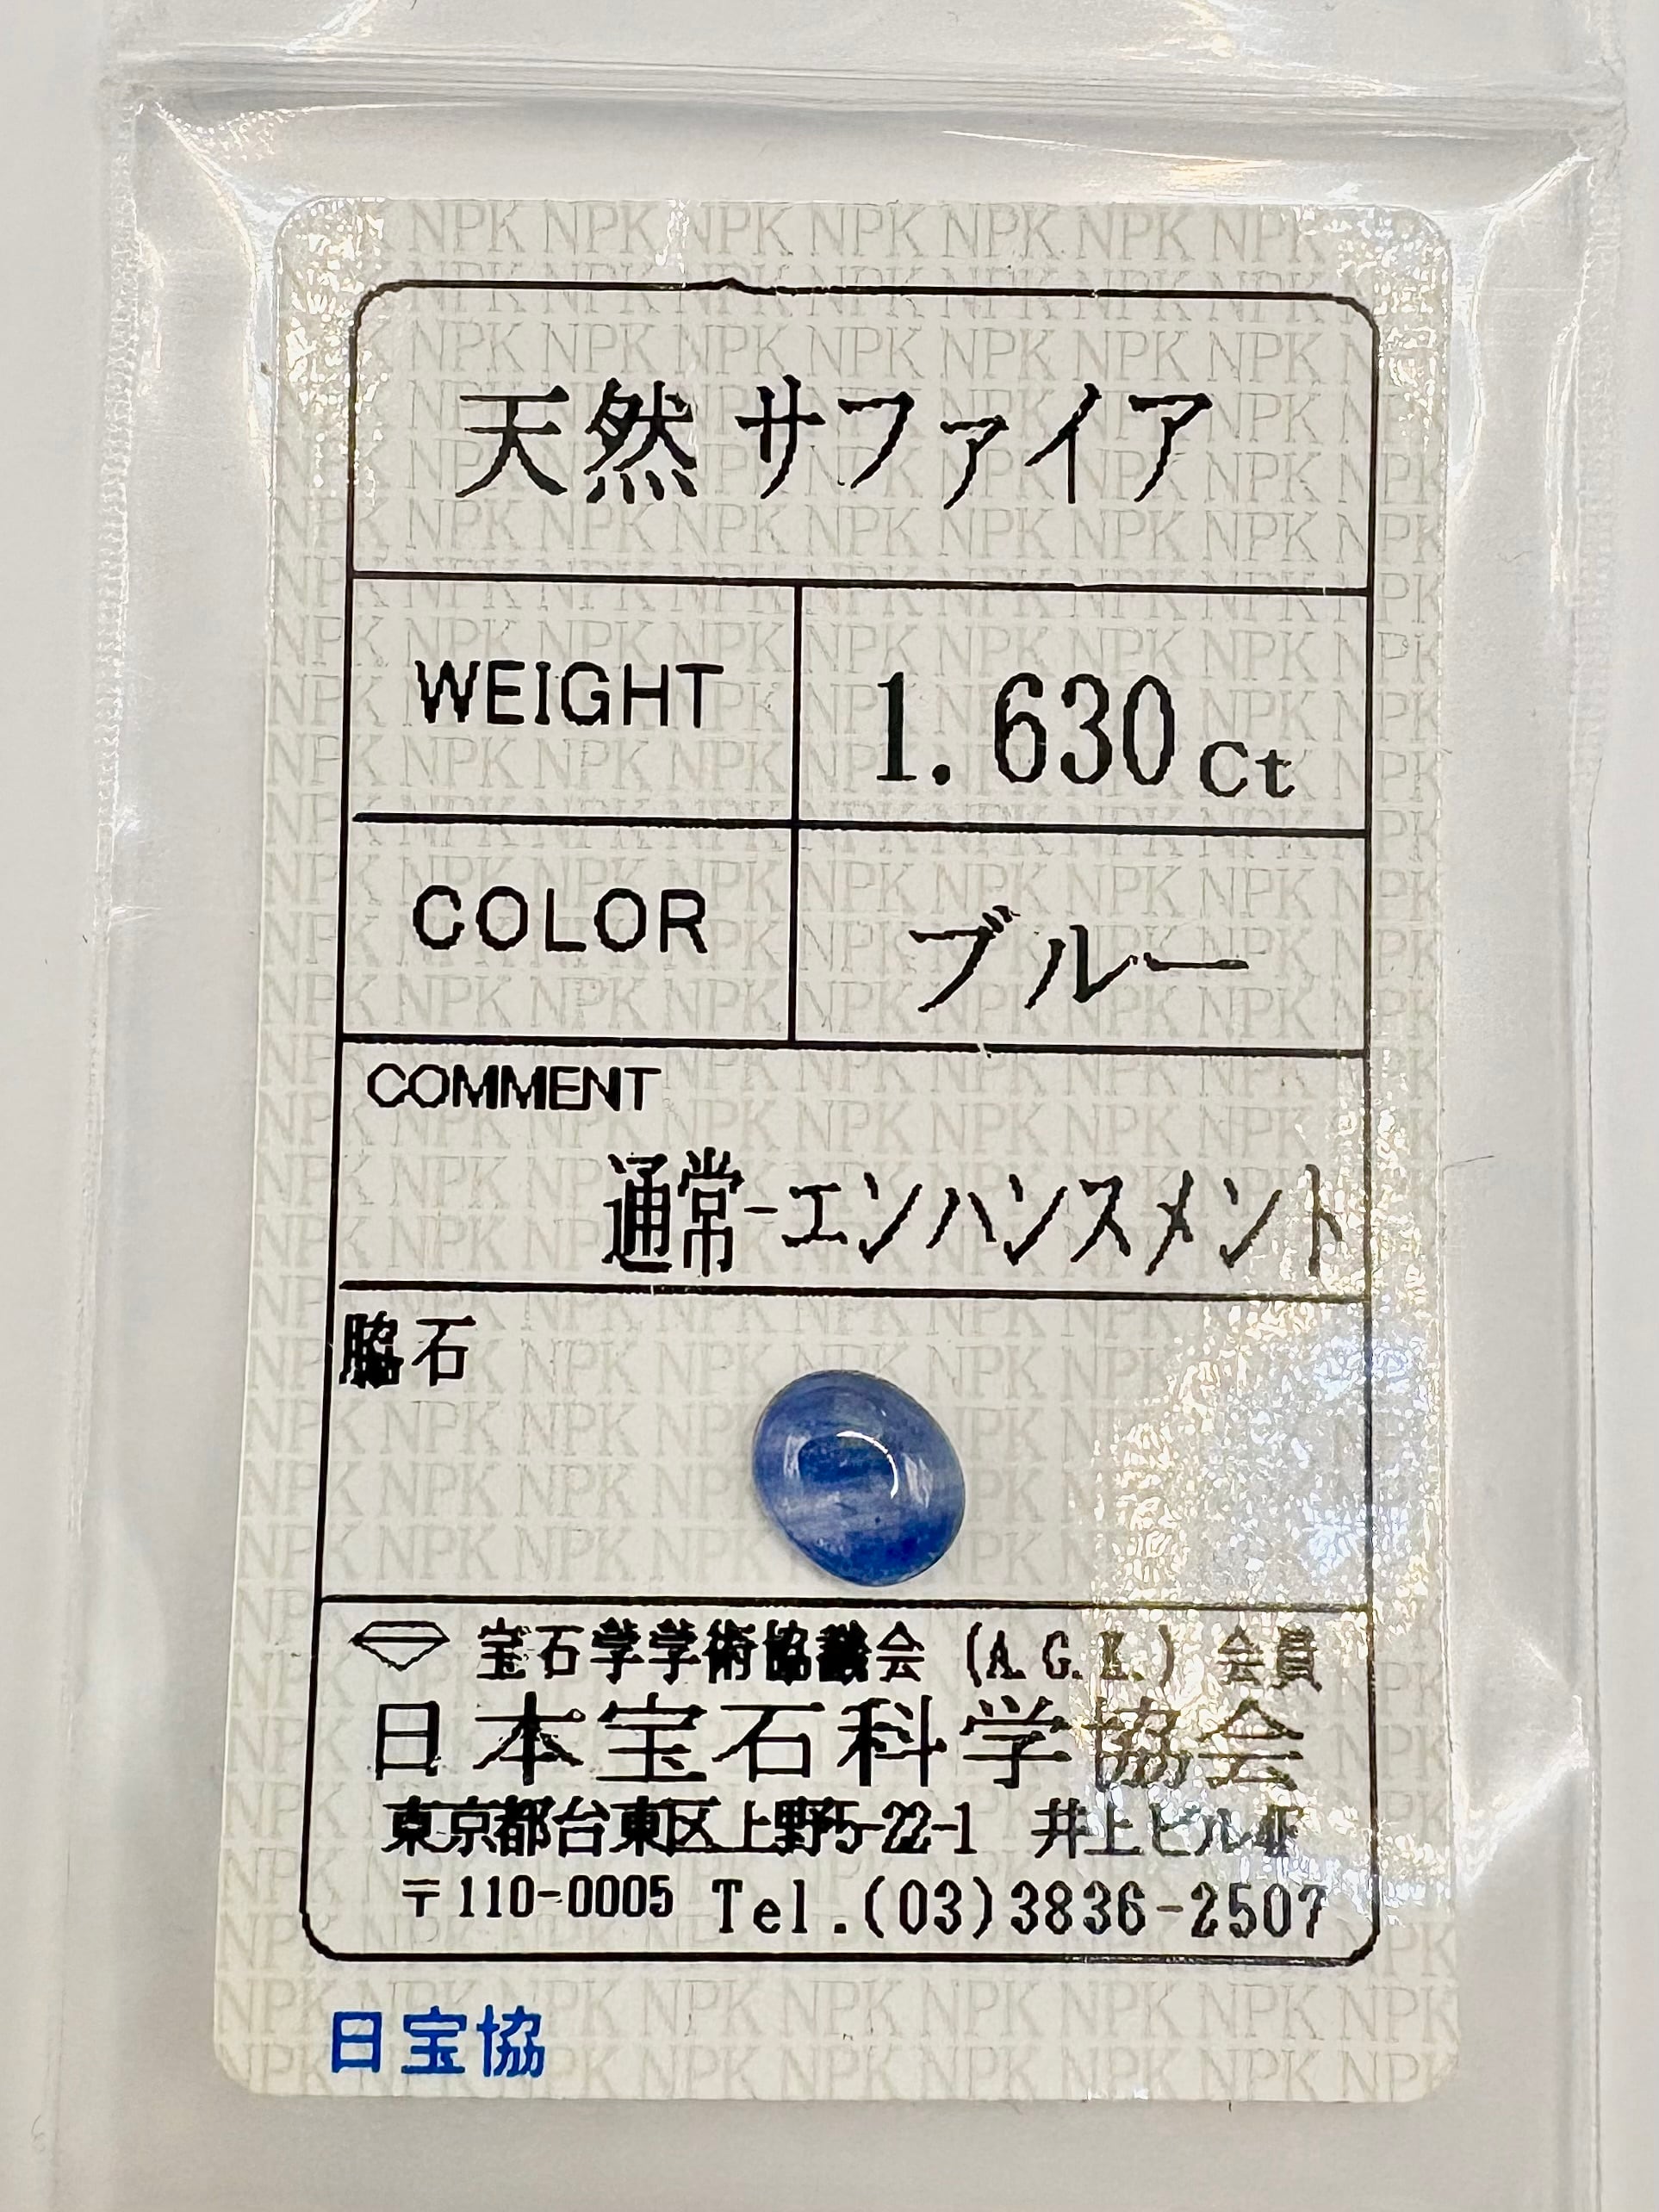 天然 サファイア
WEIGHT 1.630ct
COLOR ブルー
COMMENT
通常-エンハンスメント
脇石
宝石学学術協議会 (A.G.L.) 会員
日本宝石科学協会
東京都台東区上野5-22-1 井上ビル4F
〒110-0005 Tel.(03)3836-2507
日宝協